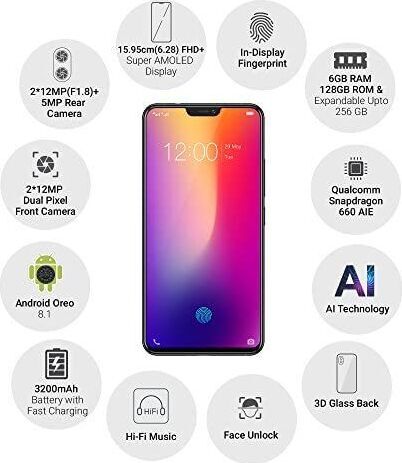 15.95cm(6.28) FHD+
Super AMOLED
Display
In-Display
Fingerprint
2*12MP(F1.8)+
5MP Rear
Camera
6GB RAM
128GB ROM &
Expandable Upto
256 GB
12:00
29 May
2*12MP
Dual Pixel
Front Camera
Qualcomm
Snapdragon
660 AIE
Android Oreo
8.1
AI
AI Technology
3200mAh
Battery with
Fast Charging
HiFi
Hi-Fi Music
Face Unlock
3D Glass Back